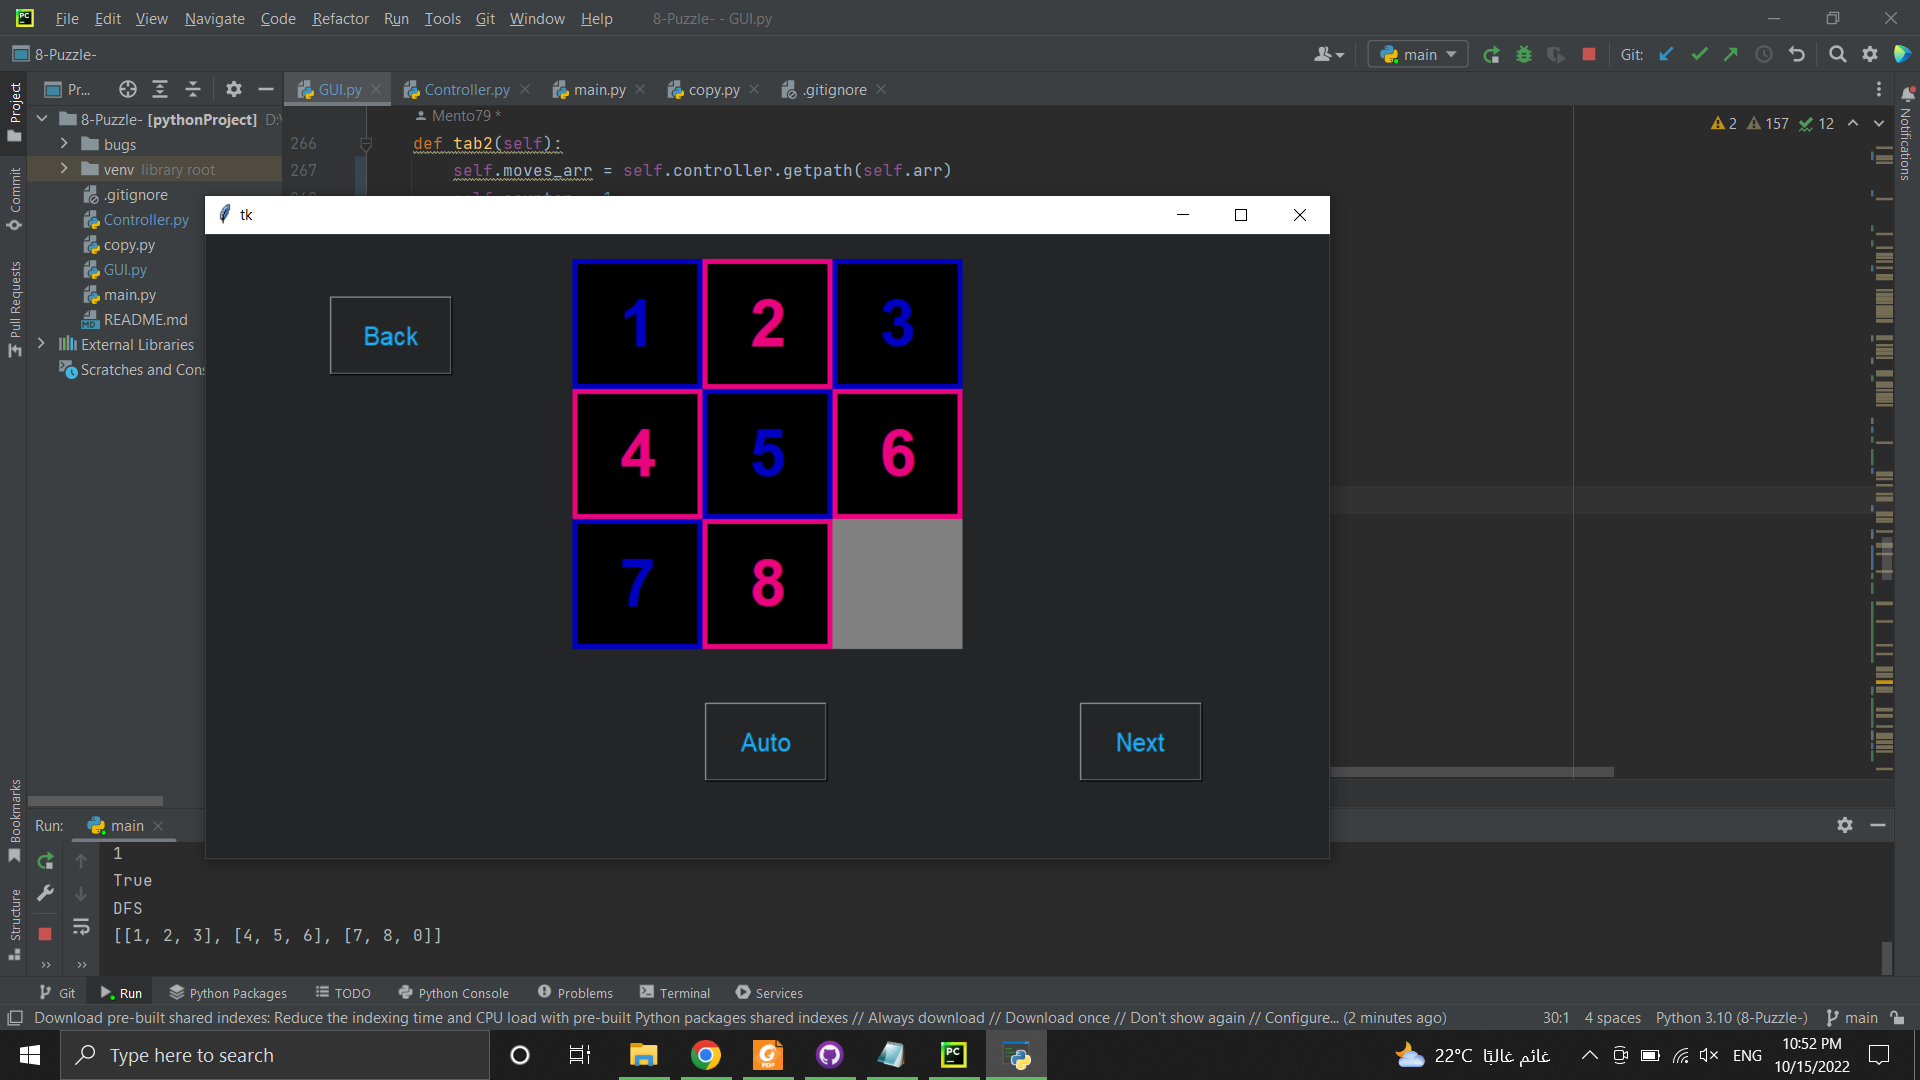 File Edit View Navigate Code Refactor Run Tools Git Window Help 8-Puzzle- - GUI.py
8-Puzzle- main Git:
Pr... GUI.py Controller.py main.py copy.py .gitignore
Project
Commit
Pull Requests
Bookmarks
Structure
Notifications
8-Puzzle- [pythonProject] D:\
bugs
venv library root
.gitignore
Controller.py
copy.py
GUI.py
main.py
README.md
External Libraries
Scratches and Cons
Mento79 *
2 157 12
266 def tab2(self):
267 self.moves_arr = self.controller.getpath(self.arr)
tk
Back
1 2 3
4 5 6
7 8
Auto Next
Run: main
1
True
DFS
[[1, 2, 3], [4, 5, 6], [7, 8, 0]]
Git Run Python Packages TODO Python Console Problems Terminal Services
Download pre-built shared indexes: Reduce the indexing time and CPU load with pre-built Python packages shared indexes // Always download // Download once // Don't show again // Configure... (2 minutes ago) 30:1 4 spaces Python 3.10 (8-Puzzle-) main
Type here to search
PC
22°C غائم غالبًا
ENG
10:52 PM
10/15/2022